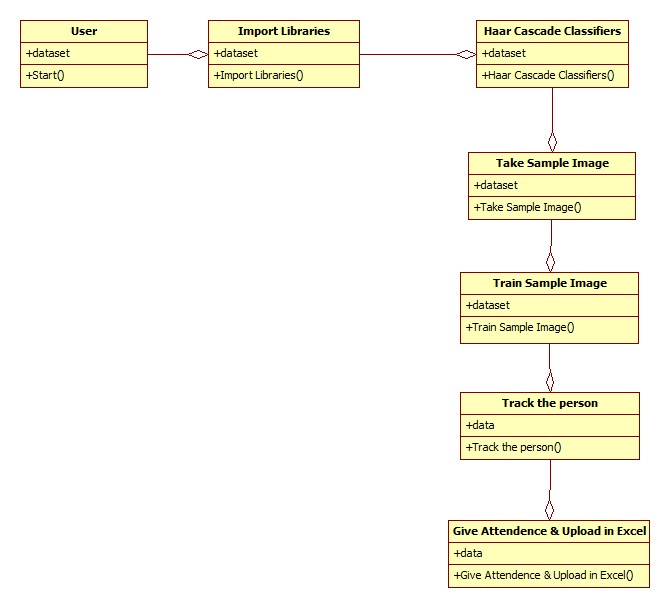 User
+dataset
+Start()
Import Libraries
+dataset
+Import Libraries()
Haar Cascade Classifiers
+dataset
+Haar Cascade Classifiers()
Take Sample Image
+dataset
+Take Sample Image()
Train Sample Image
+dataset
+Train Sample Image()
Track the person
+data
+Track the person()
Give Attendence & Upload in Excel
+data
+Give Attendence & Upload in Excel()